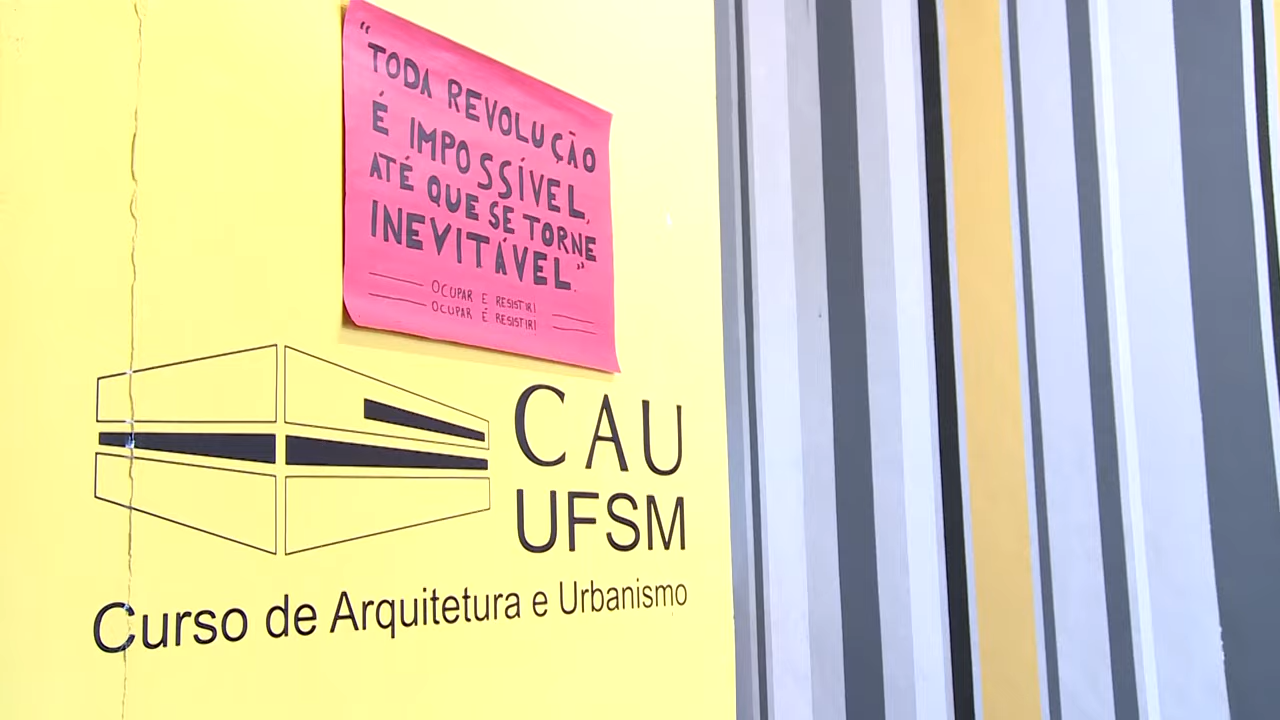 “TODA REVOLUÇÃO
É IMPOSSÍVEL,
ATÉ QUE SE TORNE
INEVITÁVEL”.
OCUPAR E RESISTIR!
OCUPAR É RESISTIR!
CAU
UFSM
Curso de Arquitetura e Urbanismo